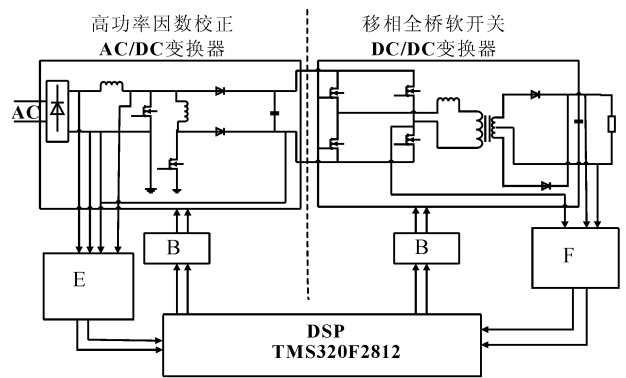 高功率因数校正
AC/DC变换器
移相全桥软开关
DC/DC变换器
AC
E
B
B
F
DSP
TMS320F2812